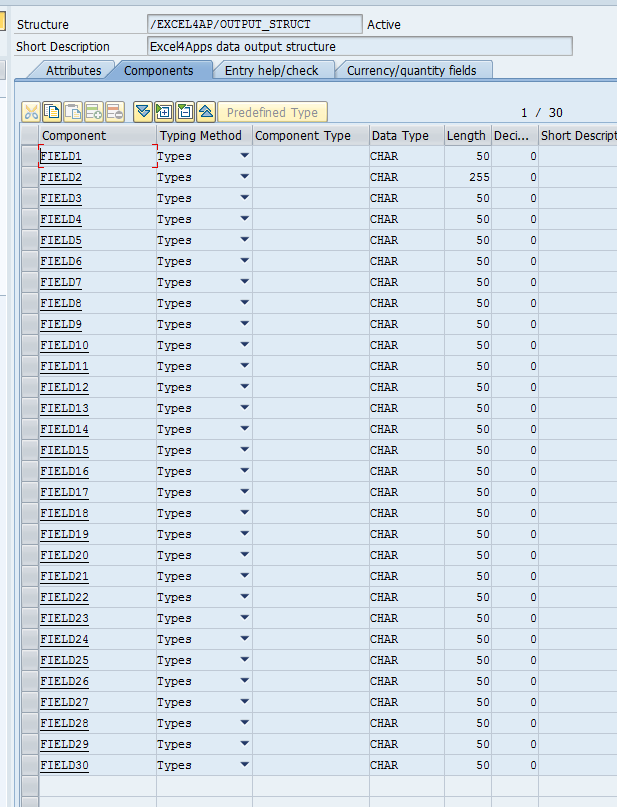 Structure /EXCEL4AP/OUTPUT_STRUCT Active
Short Description Excel4Apps data output structure
Attributes Components Entry help/check Currency/quantity fields
Predefined Type 1 / 30
Component Typing Method Component Type Data Type Length Deci... Short Descript
FIELD1 Types CHAR 50 0
FIELD2 Types CHAR 255 0
FIELD3 Types CHAR 50 0
FIELD4 Types CHAR 50 0
FIELD5 Types CHAR 50 0
FIELD6 Types CHAR 50 0
FIELD7 Types CHAR 50 0
FIELD8 Types CHAR 50 0
FIELD9 Types CHAR 50 0
FIELD10 Types CHAR 50 0
FIELD11 Types CHAR 50 0
FIELD12 Types CHAR 50 0
FIELD13 Types CHAR 50 0
FIELD14 Types CHAR 50 0
FIELD15 Types CHAR 50 0
FIELD16 Types CHAR 50 0
FIELD17 Types CHAR 50 0
FIELD18 Types CHAR 50 0
FIELD19 Types CHAR 50 0
FIELD20 Types CHAR 50 0
FIELD21 Types CHAR 50 0
FIELD22 Types CHAR 50 0
FIELD23 Types CHAR 50 0
FIELD24 Types CHAR 50 0
FIELD25 Types CHAR 50 0
FIELD26 Types CHAR 50 0
FIELD27 Types CHAR 50 0
FIELD28 Types CHAR 50 0
FIELD29 Types CHAR 50 0
FIELD30 Types CHAR 50 0